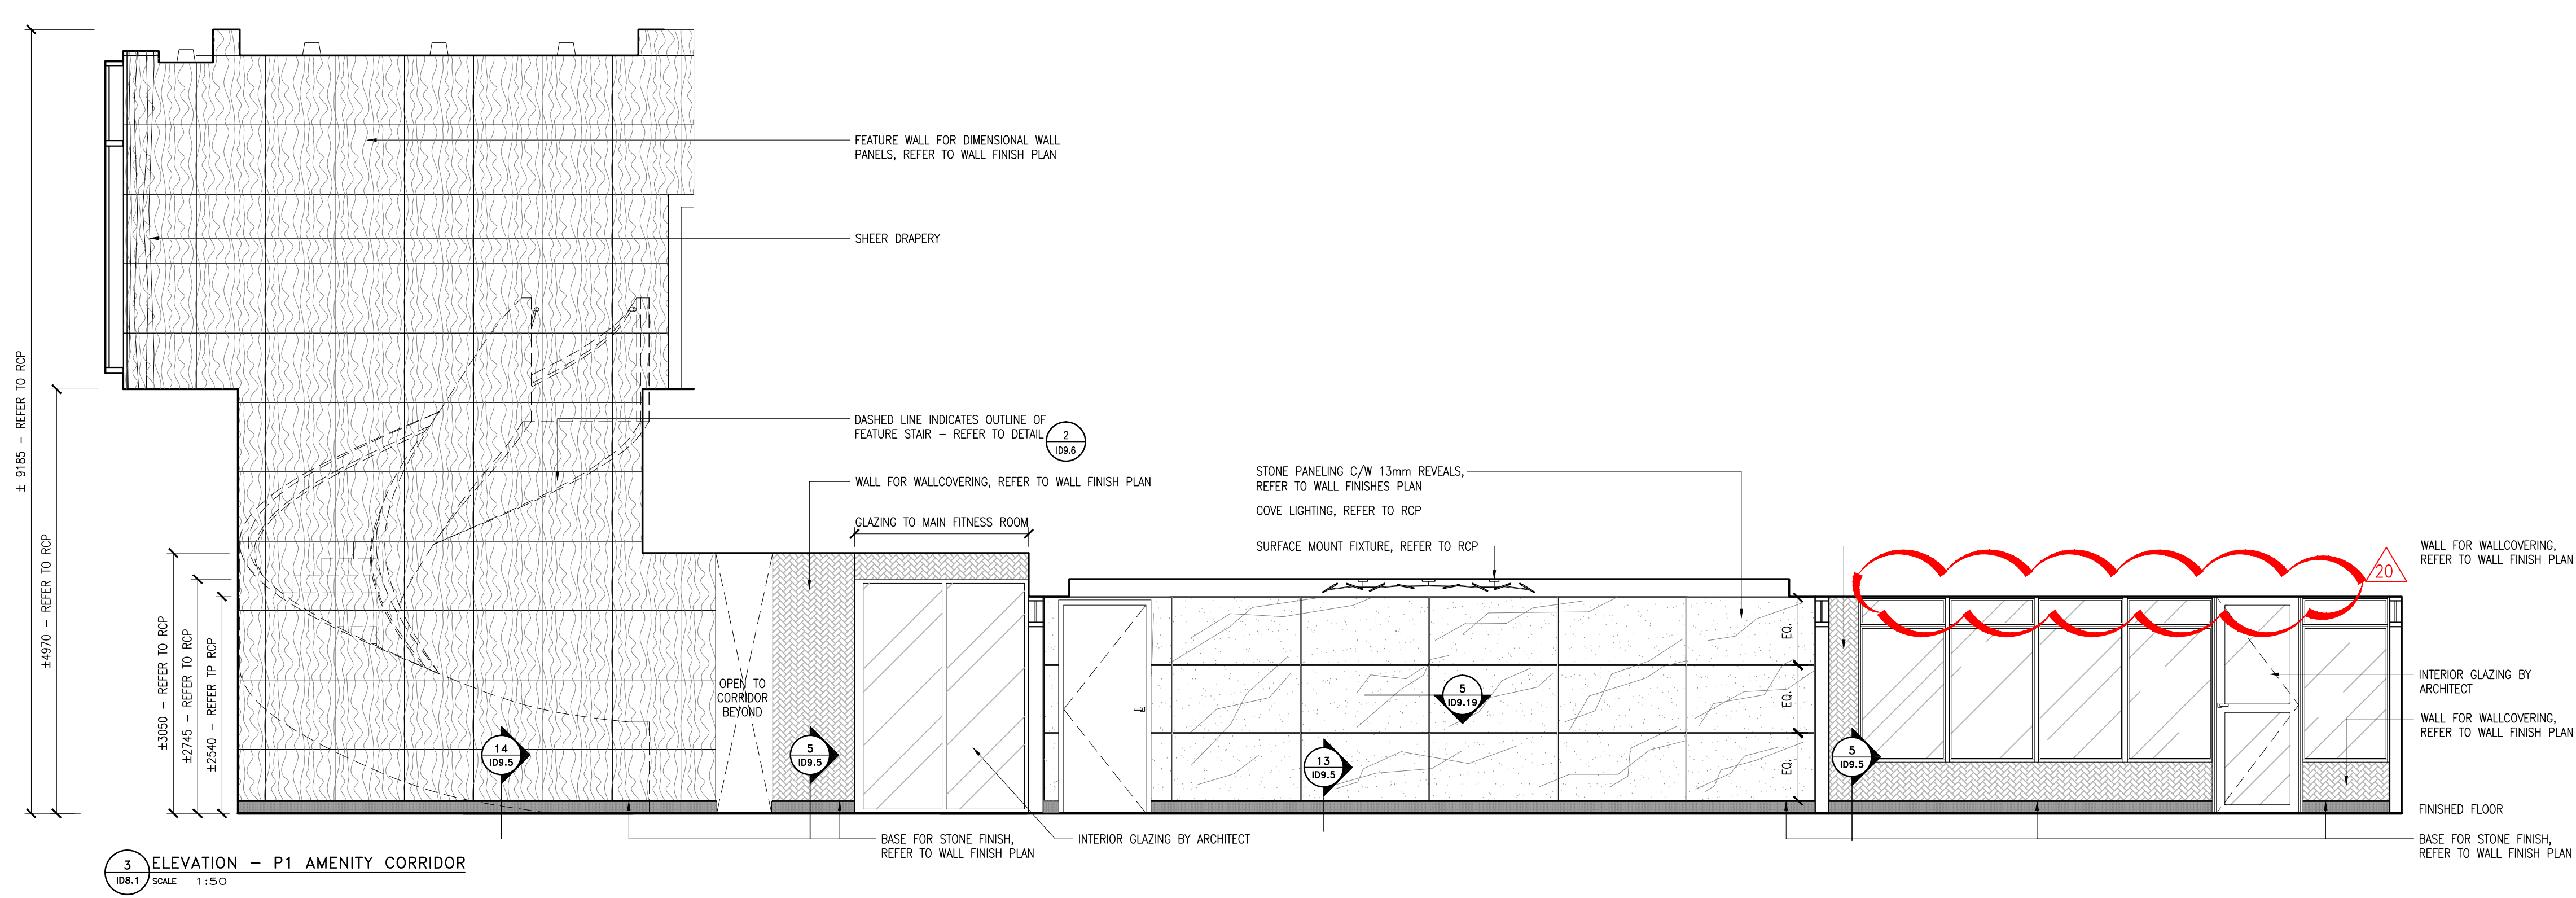 ± 9185 – REFER TO RCP
±4970 – REFER TO RCP
±3050 – REFER TO RCP
±2745 – REFER TO RCP
±2540 – REFER TP RCP
FEATURE WALL FOR DIMENSIONAL WALL
PANELS, REFER TO WALL FINISH PLAN
SHEER DRAPERY
DASHED LINE INDICATES OUTLINE OF
FEATURE STAIR – REFER TO DETAIL
2
ID9.6
WALL FOR WALLCOVERING, REFER TO WALL FINISH PLAN
GLAZING TO MAIN FITNESS ROOM
STONE PANELING C/W 13mm REVEALS,
REFER TO WALL FINISHES PLAN
COVE LIGHTING, REFER TO RCP
SURFACE MOUNT FIXTURE, REFER TO RCP
WALL FOR WALLCOVERING,
REFER TO WALL FINISH PLAN
20
OPEN TO
CORRIDOR
BEYOND
EQ.
EQ.
EQ.
14
ID9.5
5
ID9.5
13
ID9.5
5
ID9.19
5
ID9.5
INTERIOR GLAZING BY
ARCHITECT
WALL FOR WALLCOVERING,
REFER TO WALL FINISH PLAN
FINISHED FLOOR
BASE FOR STONE FINISH,
REFER TO WALL FINISH PLAN
INTERIOR GLAZING BY ARCHITECT
BASE FOR STONE FINISH,
REFER TO WALL FINISH PLAN
3
ID8.1
ELEVATION – P1 AMENITY CORRIDOR
SCALE 1:50